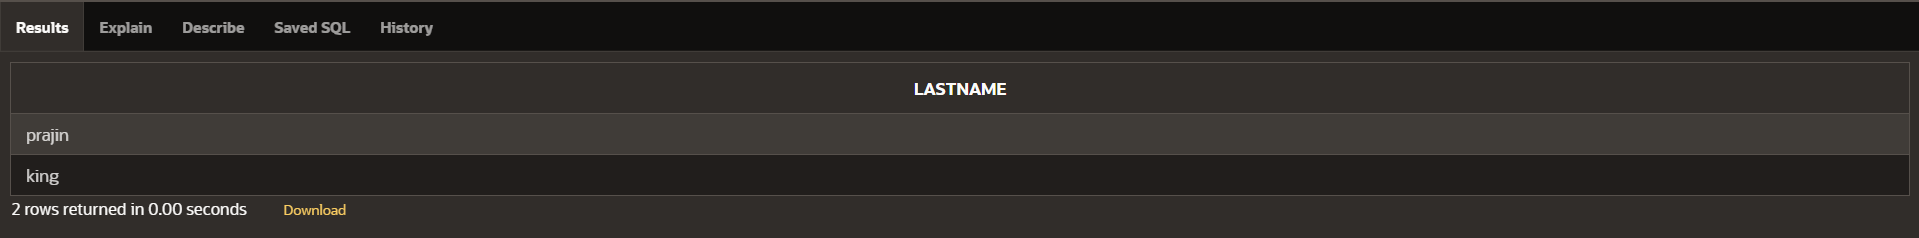 Results Explain Describe Saved SQL History
LASTNAME
prajin
king
2 rows returned in 0.00 seconds Download